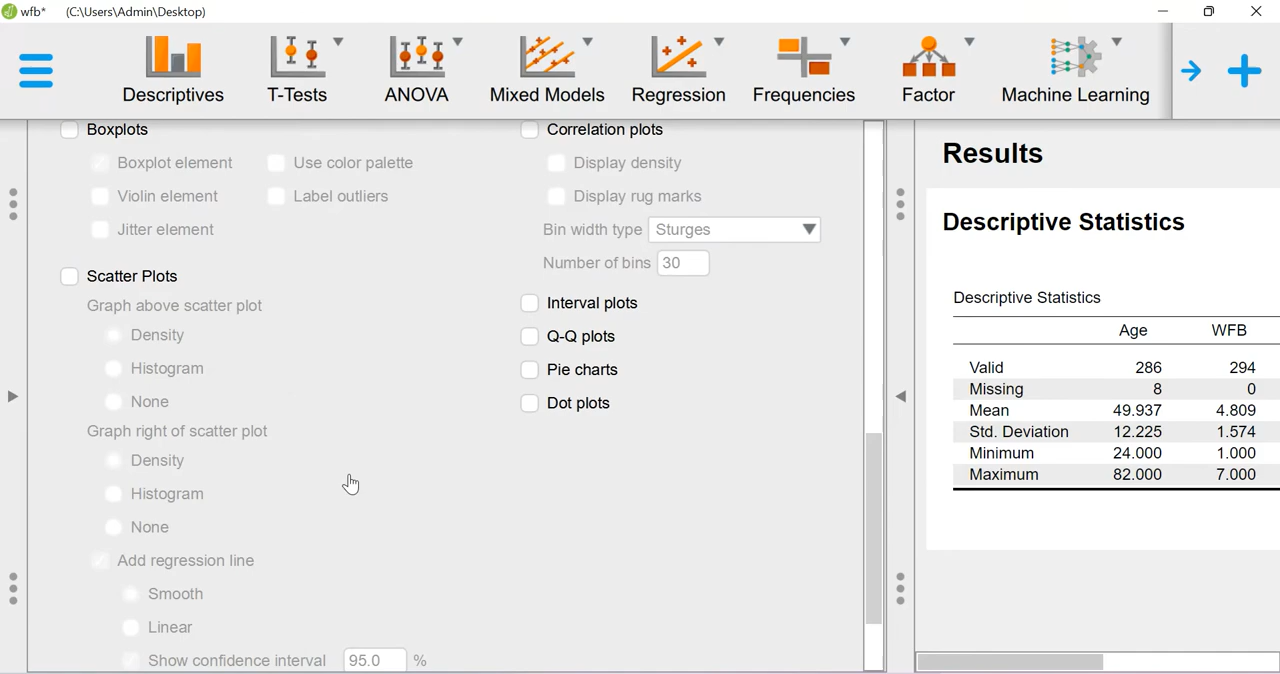 wfb* (C:\Users\Admin\Desktop)
Descriptives T-Tests ANOVA Mixed Models Regression Frequencies Factor Machine Learning
Boxplots
Boxplot element Use color palette
Violin element Label outliers
Jitter element
Scatter Plots
Graph above scatter plot
Density
Histogram
None
Graph right of scatter plot
Density
Histogram
None
Add regression line
Smooth
Linear
Show confidence interval 95.0 %
Correlation plots
Display density
Display rug marks
Bin width type Sturges
Number of bins 30
Interval plots
Q-Q plots
Pie charts
Dot plots
Results
Descriptive Statistics
Descriptive Statistics
Age WFB
Valid 286 294
Missing 8 0
Mean 49.937 4.809
Std. Deviation 12.225 1.574
Minimum 24.000 1.000
Maximum 82.000 7.000